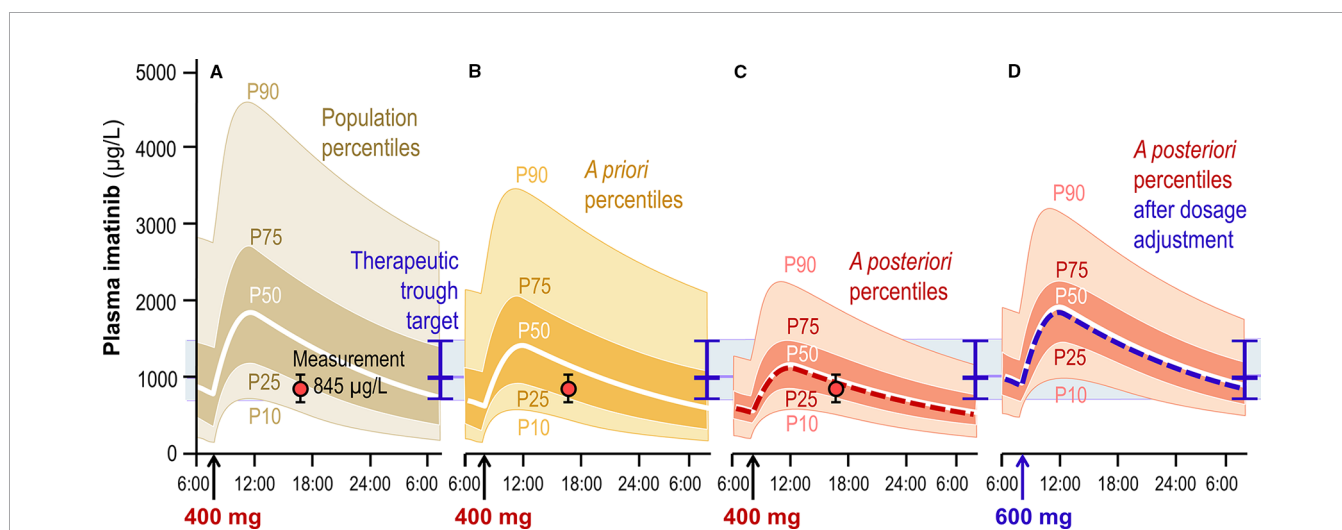 Plasma imatinib (µg/L)
5000
4000
3000
2000
1000
0
A
P90
Population
percentiles
P75
P50
P25
P10
Measurement
845 µg/L
Therapeutic
trough
target
6:00
12:00
18:00
24:00
6:00
400 mg
B
P90
A priori
percentiles
P75
P50
P25
P10
6:00
12:00
18:00
24:00
6:00
400 mg
C
P90
A posteriori
percentiles
P75
P50
P25
P10
6:00
12:00
18:00
24:00
6:00
400 mg
D
A posteriori
percentiles
after dosage
adjustment
P90
P75
P50
P25
P10
6:00
12:00
18:00
24:00
6:00
600 mg